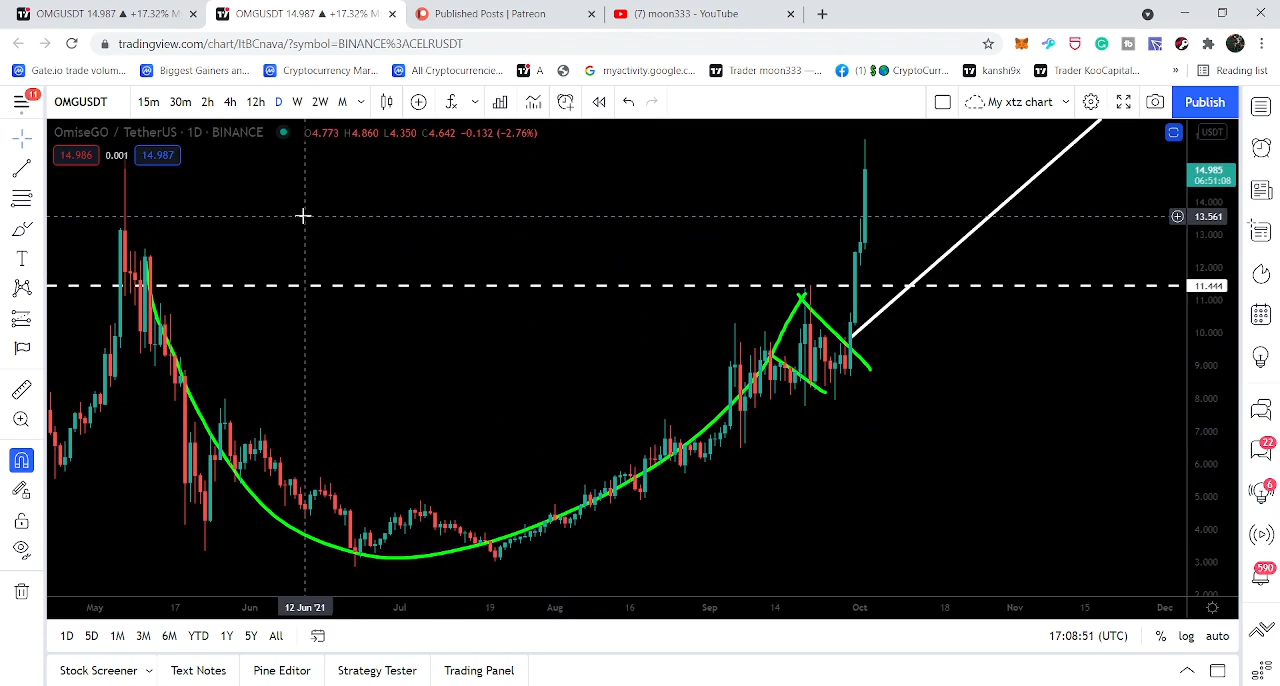 OMGUSDT 14.987 ▲ +17.32% M
OMGUSDT 14.987 ▲ +17.32% M
Published Posts | Patreon
(7) moon333 - YouTube
tradingview.com/chart/ItBCnava/?symbol=BINANCE%3ACELRUSDT
Gate.io trade volum...
Biggest Gainers an...
Cryptocurrency Mar...
All Cryptocurrencie...
A
myactivity.google.c...
Trader moon333 —...
(1) CryptoCurr...
kanshi9x
Trader KooCapital...
»
Reading list
11
OMGUSDT
15m 30m 2h 4h 12h D W 2W M
My xtz chart
Publish
OmiseGO / TetherUS · 1D · BINANCE
O4.773 H4.860 L4.350 C4.642 -0.132 (-2.76%)
USDT
14.986 0.001 14.987
14.985
06:51:08
14.000
13.561
13.000
12.000
11.444
11.000
10.000
9.000
8.000
7.000
6.000
5.000
4.000
3.000
2.000
22
6
590
May 17 Jun 12 Jun '21 Jul 19 Aug 16 Sep 14 Oct 18 Nov 15 Dec
1D 5D 1M 3M 6M YTD 1Y 5Y All
17:08:51 (UTC)
% log auto
Stock Screener
Text Notes
Pine Editor
Strategy Tester
Trading Panel